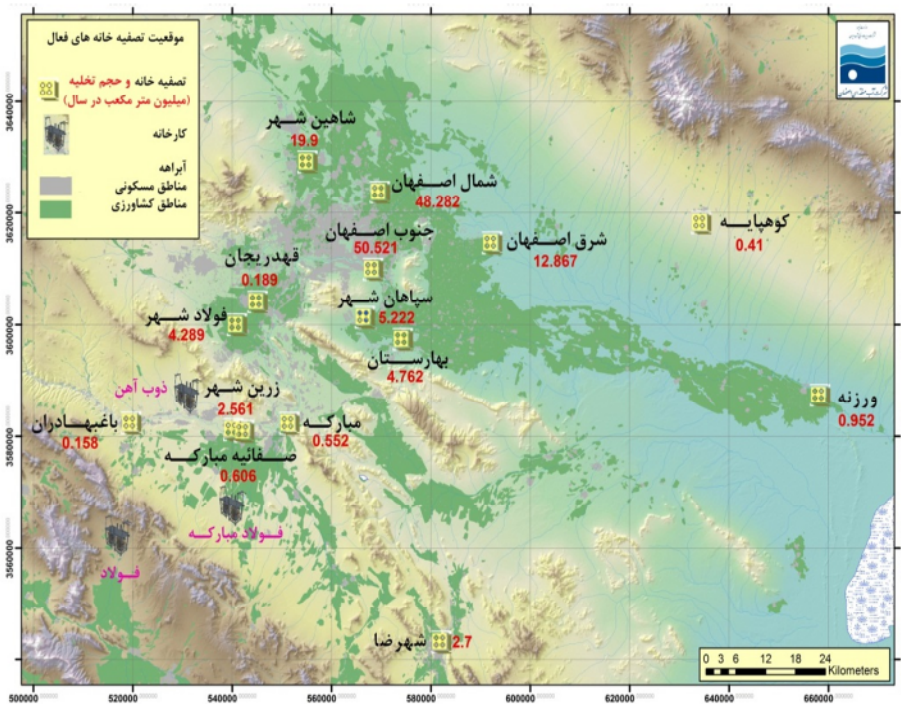 موقعیت تصفیه خانه های فعال
تصفیه خانه و حجم تخلیه
(میلیون متر مکعب در سال)
کارخانه
آبراهه
مناطق مسکونی
مناطق کشاورزی
شاهین شهر
19.9
شمال اصفهان
48.282
جنوب اصفهان
50.521
شرق اصفهان
12.867
کوهپایه
0.41
قهدریجان
0.189
سپاهان شهر
5.222
فولاد شهر
4.289
بهارستان
4.762
ذوب آهن
زرین شهر
2.561
ورزنه
0.952
باغبهادران
0.158
مبارکه
0.552
صفائیه مبارکه
0.606
فولاد مبارکه
فولاد
شهرضا
2.7
0 3 6 12 18 24
Kilometers
3640000
3620000
3600000
3580000
3560000
500000 520000 540000 560000 580000 600000 620000 640000 660000